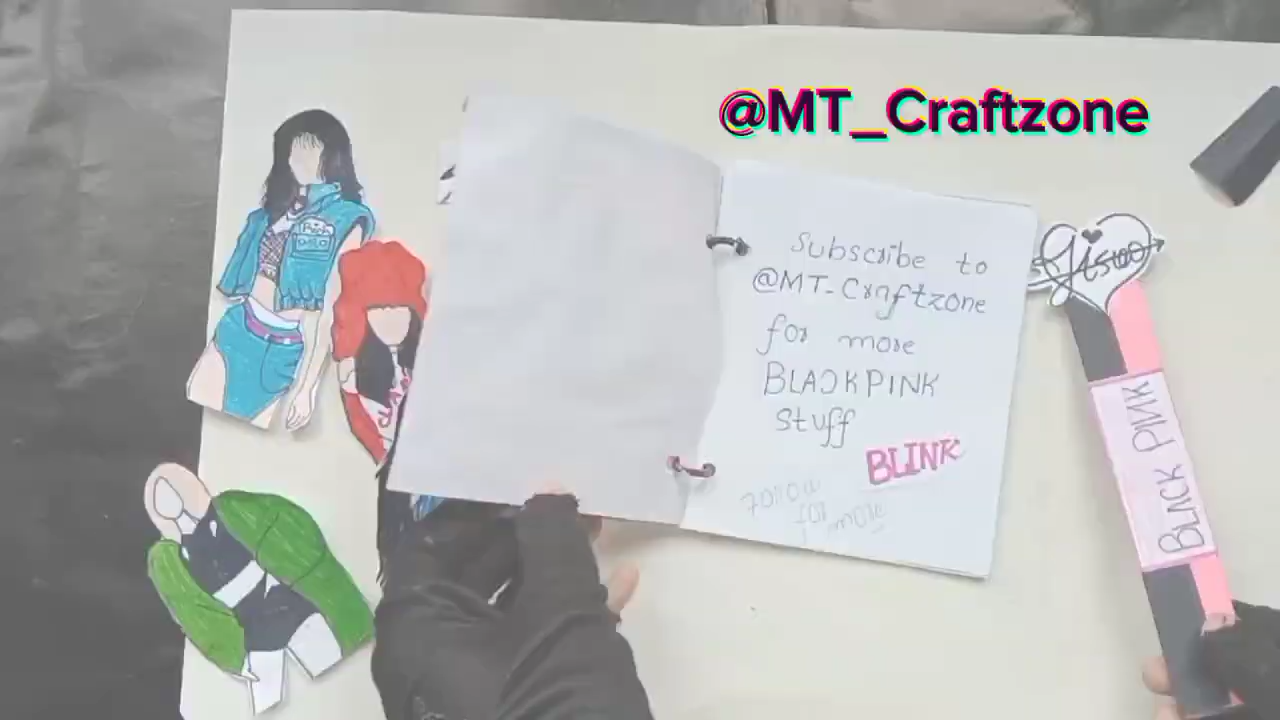 @MT_Craftzone
Subscribe to
@MT-Craftzone
for more
BLACKPINK
stuff
BLINK
Follow
for more
Jisoo
BLACK PINK